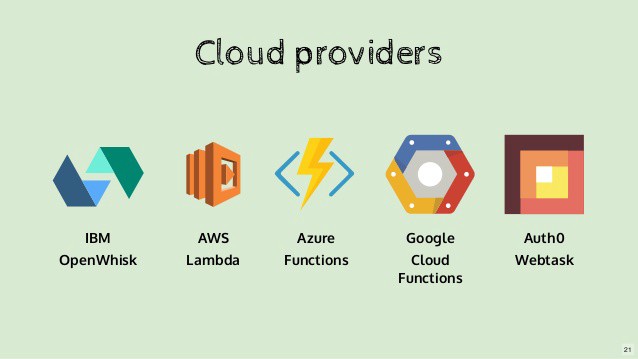 Cloud providers
IBM
OpenWhisk
AWS
Lambda
Azure
Functions
Google
Cloud
Functions
Auth0
Webtask
21